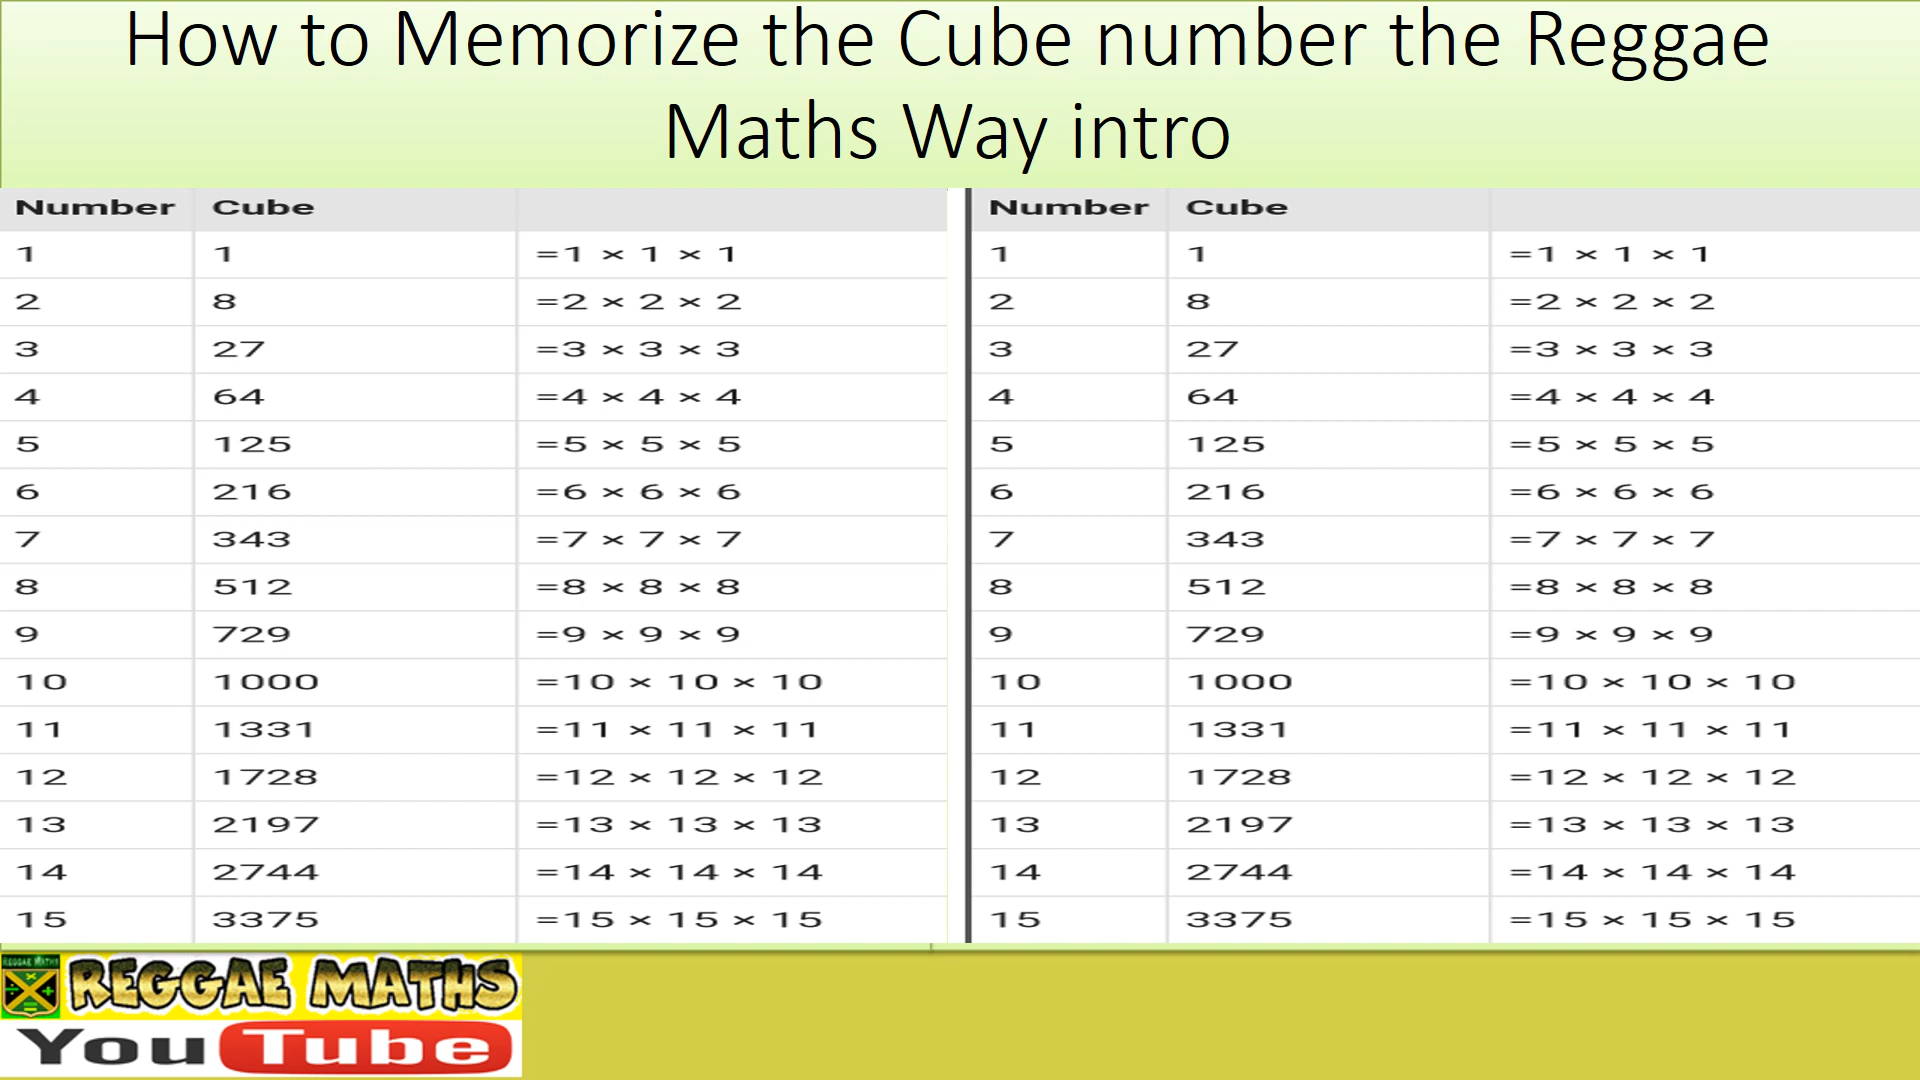 How to Memorize the Cube number the Reggae
Maths Way intro
Number Cube
1 1 =1 × 1 × 1
2 8 =2 × 2 × 2
3 27 =3 × 3 × 3
4 64 =4 × 4 × 4
5 125 =5 × 5 × 5
6 216 =6 × 6 × 6
7 343 =7 × 7 × 7
8 512 =8 × 8 × 8
9 729 =9 × 9 × 9
10 1000 =10 × 10 × 10
11 1331 =11 × 11 × 11
12 1728 =12 × 12 × 12
13 2197 =13 × 13 × 13
14 2744 =14 × 14 × 14
15 3375 =15 × 15 × 15
Number Cube
1 1 =1 × 1 × 1
2 8 =2 × 2 × 2
3 27 =3 × 3 × 3
4 64 =4 × 4 × 4
5 125 =5 × 5 × 5
6 216 =6 × 6 × 6
7 343 =7 × 7 × 7
8 512 =8 × 8 × 8
9 729 =9 × 9 × 9
10 1000 =10 × 10 × 10
11 1331 =11 × 11 × 11
12 1728 =12 × 12 × 12
13 2197 =13 × 13 × 13
14 2744 =14 × 14 × 14
15 3375 =15 × 15 × 15
REGGAE MATHS
REGGAE MATHS
YouTube